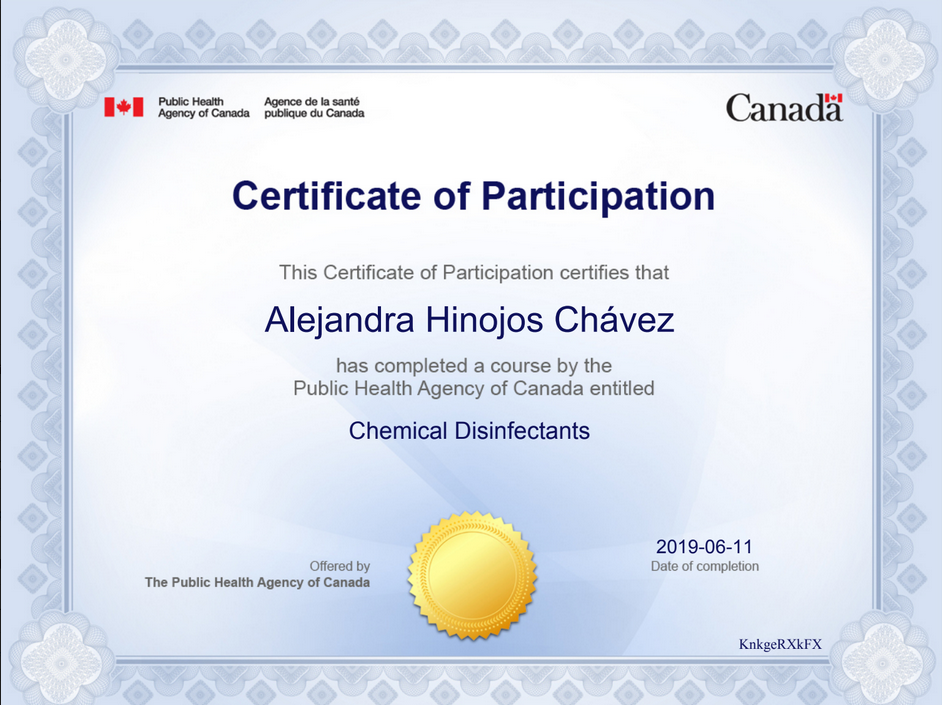 Public Health
Agency of Canada
Agence de la santé
publique du Canada
Canada
Certificate of Participation
This Certificate of Participation certifies that
Alejandra Hinojos Chávez
has completed a course by the
Public Health Agency of Canada entitled
Chemical Disinfectants
Offered by
The Public Health Agency of Canada
2019-06-11
Date of completion
KnkgeRXkFX